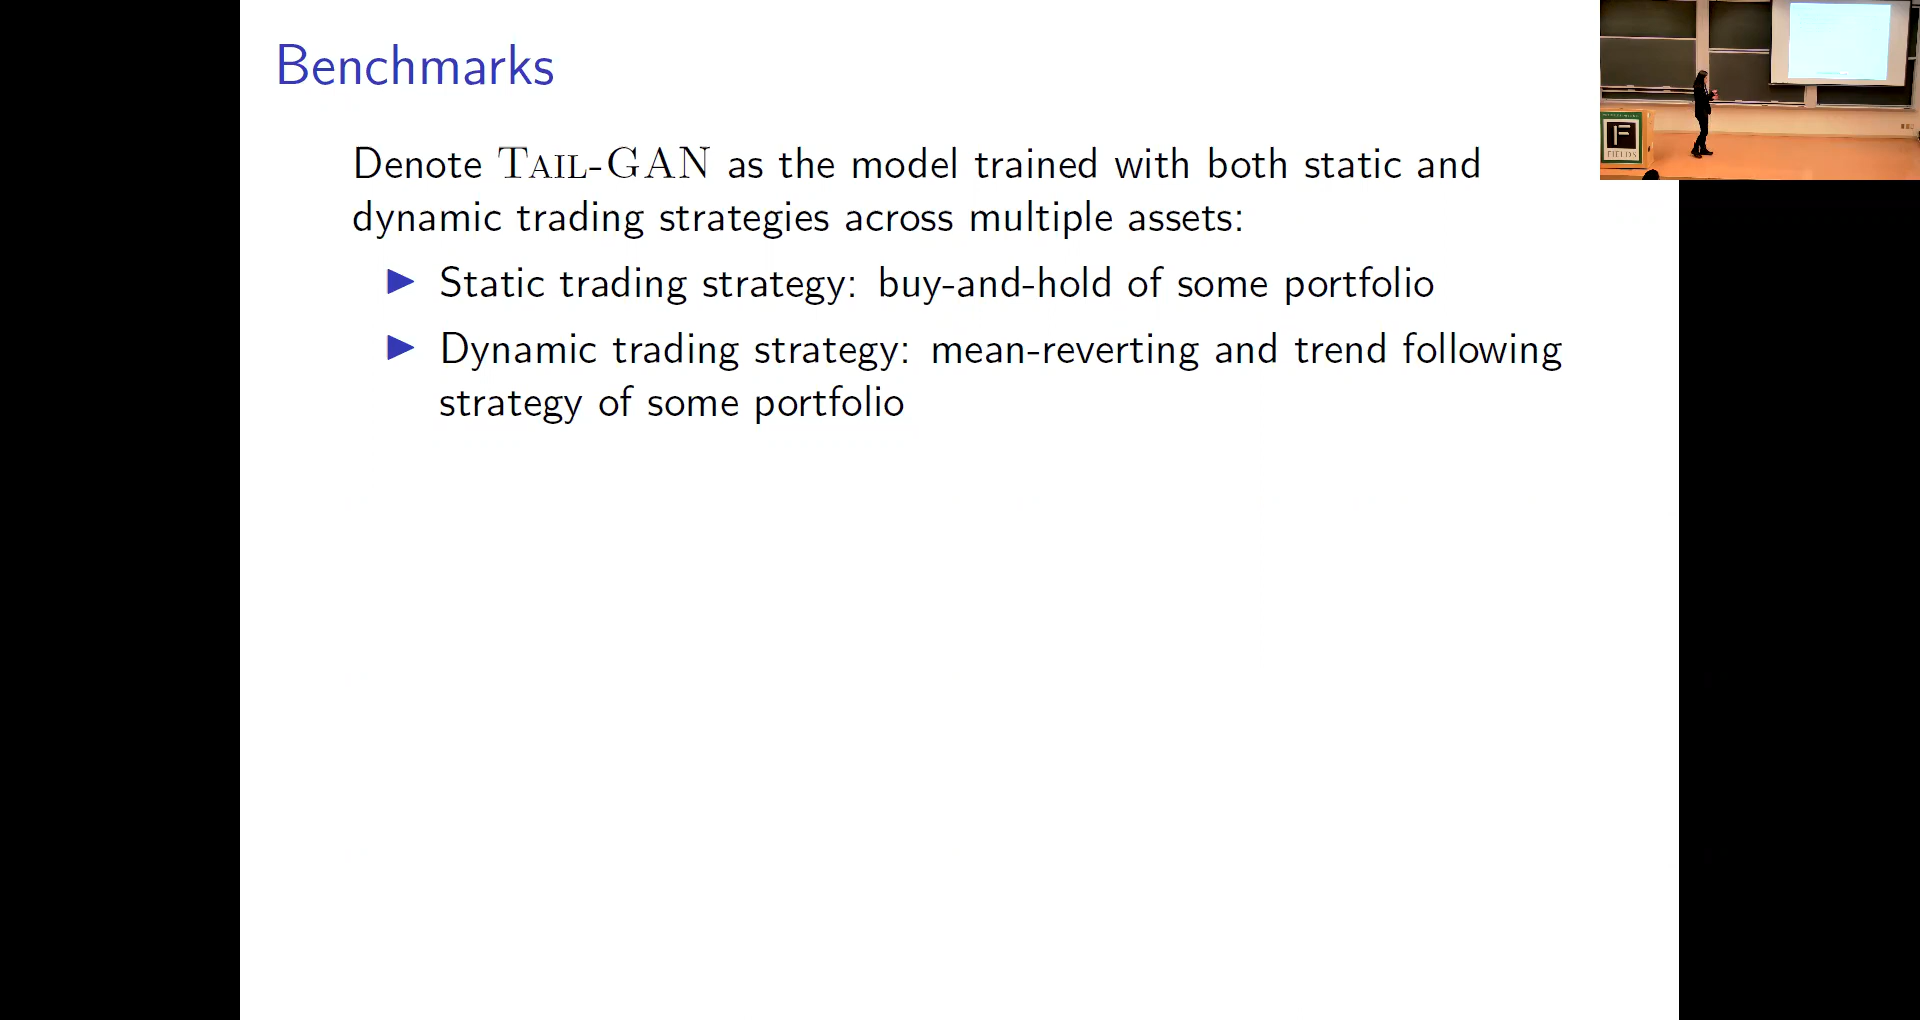 Benchmarks
Denote TAIL-GAN as the model trained with both static and
dynamic trading strategies across multiple assets:
Static trading strategy: buy-and-hold of some portfolio
Dynamic trading strategy: mean-reverting and trend following
strategy of some portfolio
FIELDS